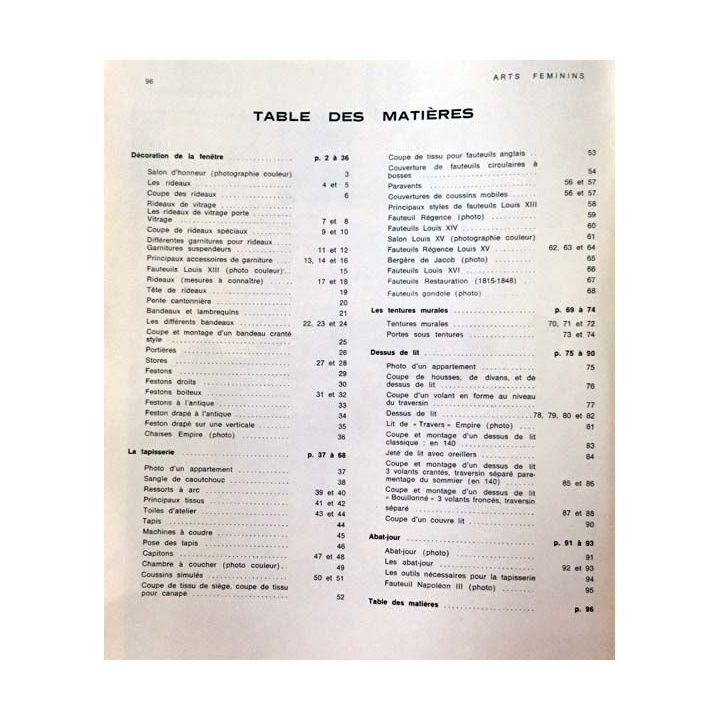 96
ARTS FEMININS
TABLE DES MATIÈRES
Décoration de la fenêtre p. 2 à 36
Salon d'honneur (photographie couleur) 3
Les rideaux 4 et 5
Coupe des rideaux 6
Rideaux de vitrage
Les rideaux de vitrage porte
Vitrage 7 et 8
Coupe de rideaux spéciaux 9 et 10
Différentes garnitures pour rideaux
Garnitures suspendeurs 11 et 12
Principaux accessoires de garniture 13, 14 et 16
Fauteuils Louis XIII (photo couleur) 15
Rideaux (mesures à connaître) 17 et 18
Tête de rideaux 19
Pente cantonnière 20
Bandeaux et lambrequins 21
Les différents bandeaux 22, 23 et 24
Coupe et montage d'un bandeau cranté
style 25
Portières 26
Stores 27 et 28
Festons 29
Festons droits 30
Festons boiteux 31 et 32
Festons à l'antique 33
Feston drapé à l'antique 34
Feston drapé sur une verticale 35
Chaises Empire (photo) 36
La tapisserie p. 37 à 68
Photo d'un appartement 37
Sangle de caoutchouc 38
Ressorts à arc 39 et 40
Principaux tissus 41 et 42
Toiles d'atelier 43 et 44
Tapis 44
Machines à coudre 45
Pose des tapis 46
Capitons 47 et 48
Chambre à coucher (photo couleur) 49
Coussins simulés 50 et 51
Coupe de tissu de siège, coupe de tissu
pour canapé 52
Coupe de tissu pour fauteuils anglais 53
Couverture de fauteuils circulaires à
bosses 54
Paravents 56 et 57
Couvertures de coussins mobiles 56 et 57
Principaux styles de fauteuils Louis XIII 58
Fauteuil Régence (photo) 59
Fauteuil Louis XIV 60
Salon Louis XV (photographie couleur) 61
Fauteuils Régence Louis XV 62, 63 et 64
Bergère de Jacob (photo) 65
Fauteuils Louis XVI 66
Fauteuils Restauration (1815-1848) 67
Fauteuils gondole (photo) 68
Les tentures murales p. 69 à 74
Tentures murales 70, 71 et 72
Portes sous tentures 73 et 74
Dessus de lit p. 75 à 90
Photo d'un appartement 75
Coupe de housses, de divans, et de
dessus de lit 76
Coupe d'un volant en forme au niveau
du traversin 77
Dessus de lit 78, 79, 80 et 82
Lit de « Travers » Empire (photo) 81
Coupe et montage d'un dessus de lit
classique : en 140 83
Jeté de lit avec oreillers 84
Coupe et montage d'un dessus de lit
3 volants crantés, traversin séparé pare-
mentage du sommier (en 140) 85 et 86
Coupe et montage d'un dessus de lit
« Bouillonné » 3 volants froncés, traversin
séparé 87 et 88
Coupe d'un couvre lit 90
Abat-jour p. 91 à 93
Abat-jour (photo) 91
Les abat-jour 92 et 93
Les outils nécessaires pour la tapisserie 94
Fauteuil Napoléon III (photo) 95
Table des matières p. 96